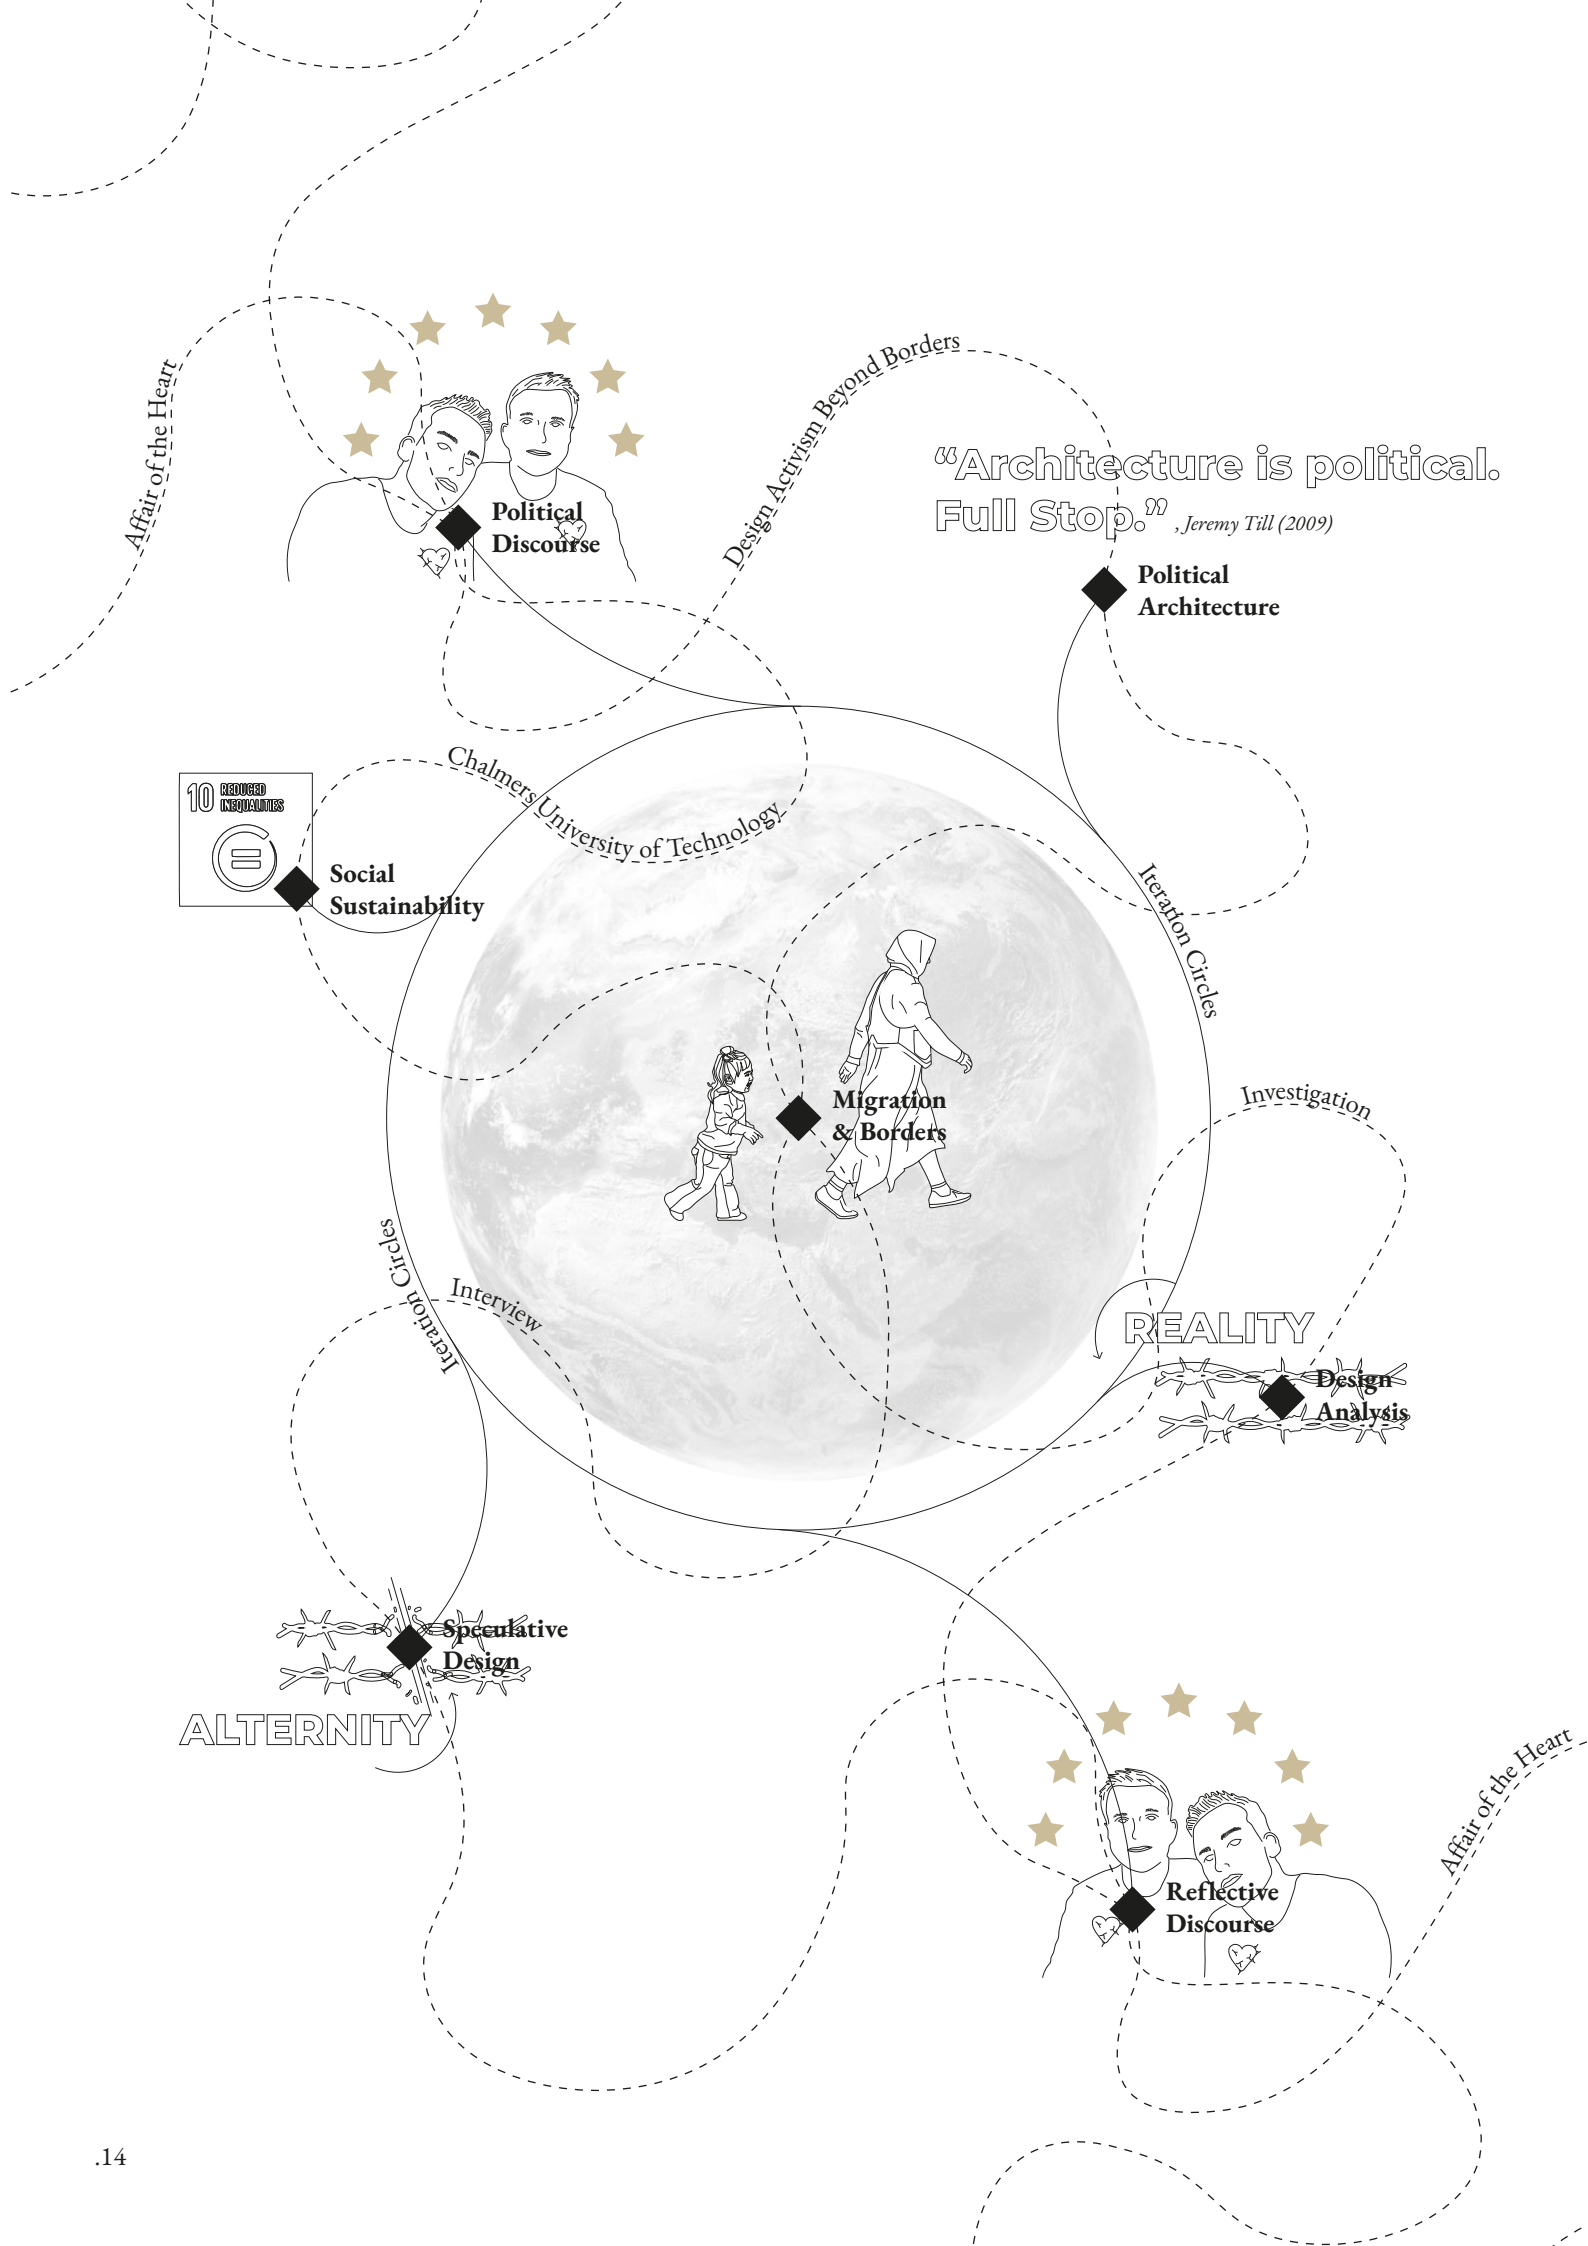 Affair of the Heart
Design Activism Beyond Borders
“Architecture is political.
Full Stop.” , Jeremy Till (2009)
Political
Discourse
Political
Architecture
Chalmers University of Technology
10 REDUCED
INEQUALITIES
Social
Sustainability
Iteration Circles
Migration
& Borders
Investigation
Iteration Circles
Interview
REALITY
Design
Analysis
Speculative
Design
ALTERNITY
Affair of the Heart
Reflective
Discourse
.14